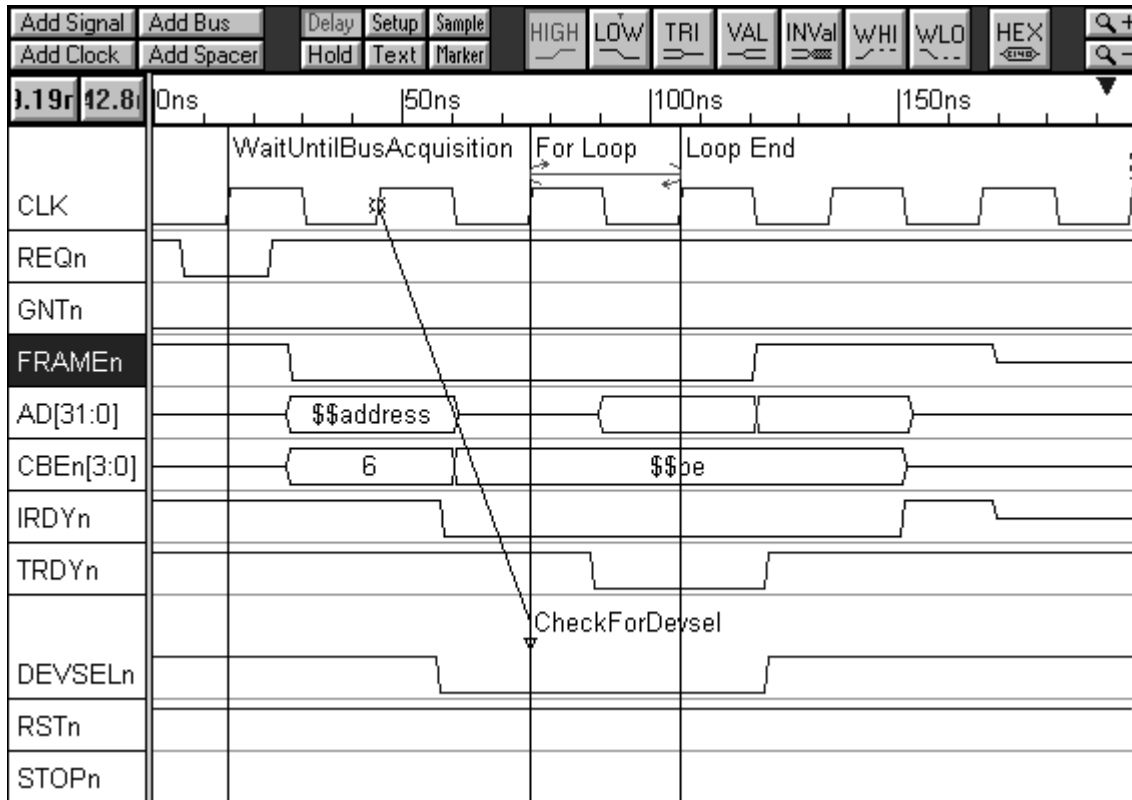 Add Signal Add Bus Delay Setup Sample HIGH LOW TRI VAL INVal WHI WLO HEX
Add Clock Add Spacer Hold Text Marker
0ns 50ns 100ns 150ns
WaitUntilBusAcquisition For Loop Loop End
CLK
REQn
GNTn
FRAMEn
AD[31:0] $$address
CBEn[3:0] 6
IRDYn
TRDYn
CheckForDevsel
DEVSELn
RSTn
STOPn